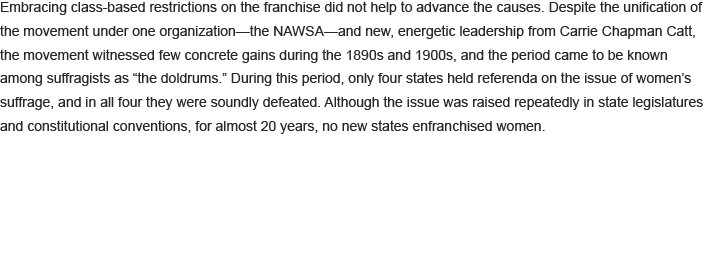 Embracing class-based restrictions on the franchise did not help to advance the causes. Despite the unification of
the movement under one organization—the NAWSA—and new, energetic leadership from Carrie Chapman Catt,
the movement witnessed few concrete gains during the 1890s and 1900s, and the period came to be known
among suffragists as “the doldrums.” During this period, only four states held referenda on the issue of women’s
suffrage, and in all four they were soundly defeated. Although the issue was raised repeatedly in state legislatures
and constitutional conventions, for almost 20 years, no new states enfranchised women.